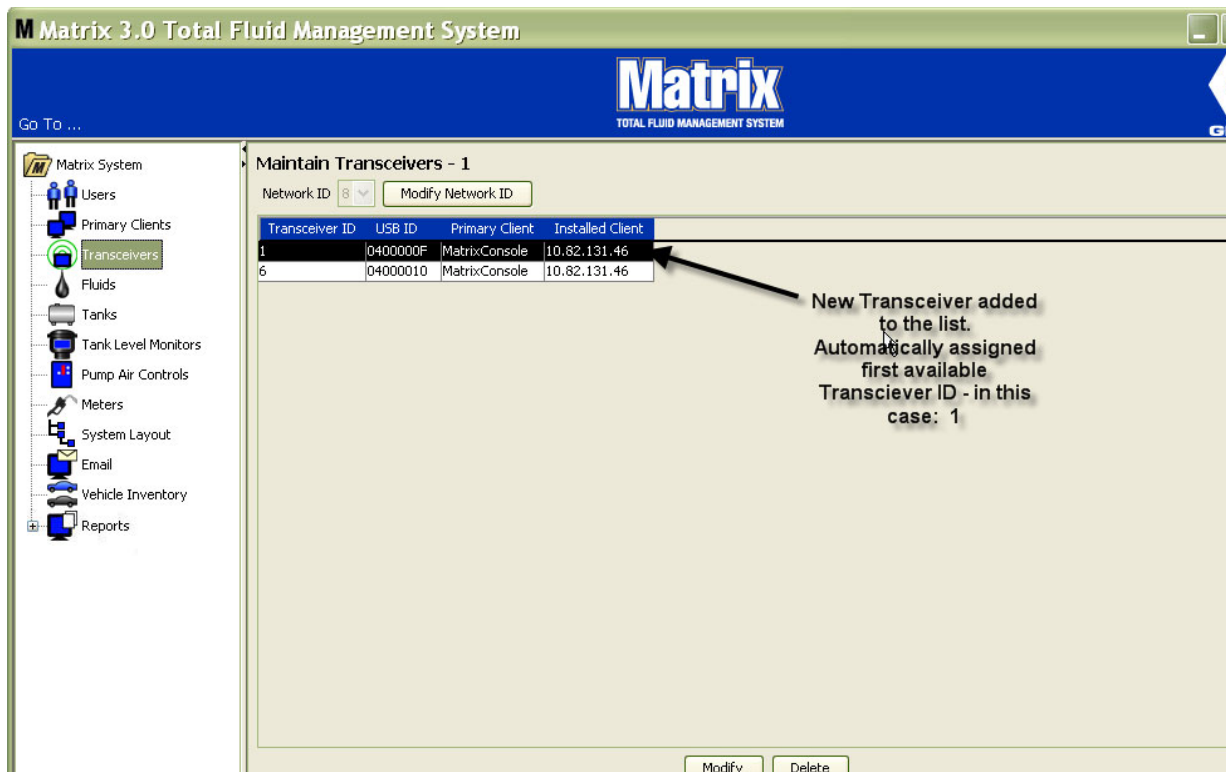 M Matrix 3.0 Total Fluid Management System
Matrix
TOTAL FLUID MANAGEMENT SYSTEM
Go To ...
Matrix System
Users
Primary Clients
Transceivers
Fluids
Tanks
Tank Level Monitors
Pump Air Controls
Meters
System Layout
Email
Vehicle Inventory
Reports
Maintain Transceivers - 1
Network ID 8 Modify Network ID
Transceiver ID USB ID Primary Client Installed Client
1 0400000F MatrixConsole 10.82.131.46
6 04000010 MatrixConsole 10.82.131.46
New Transceiver added
to the list.
Automatically assigned
first available
Transciever ID - in this
case: 1
Modify Delete